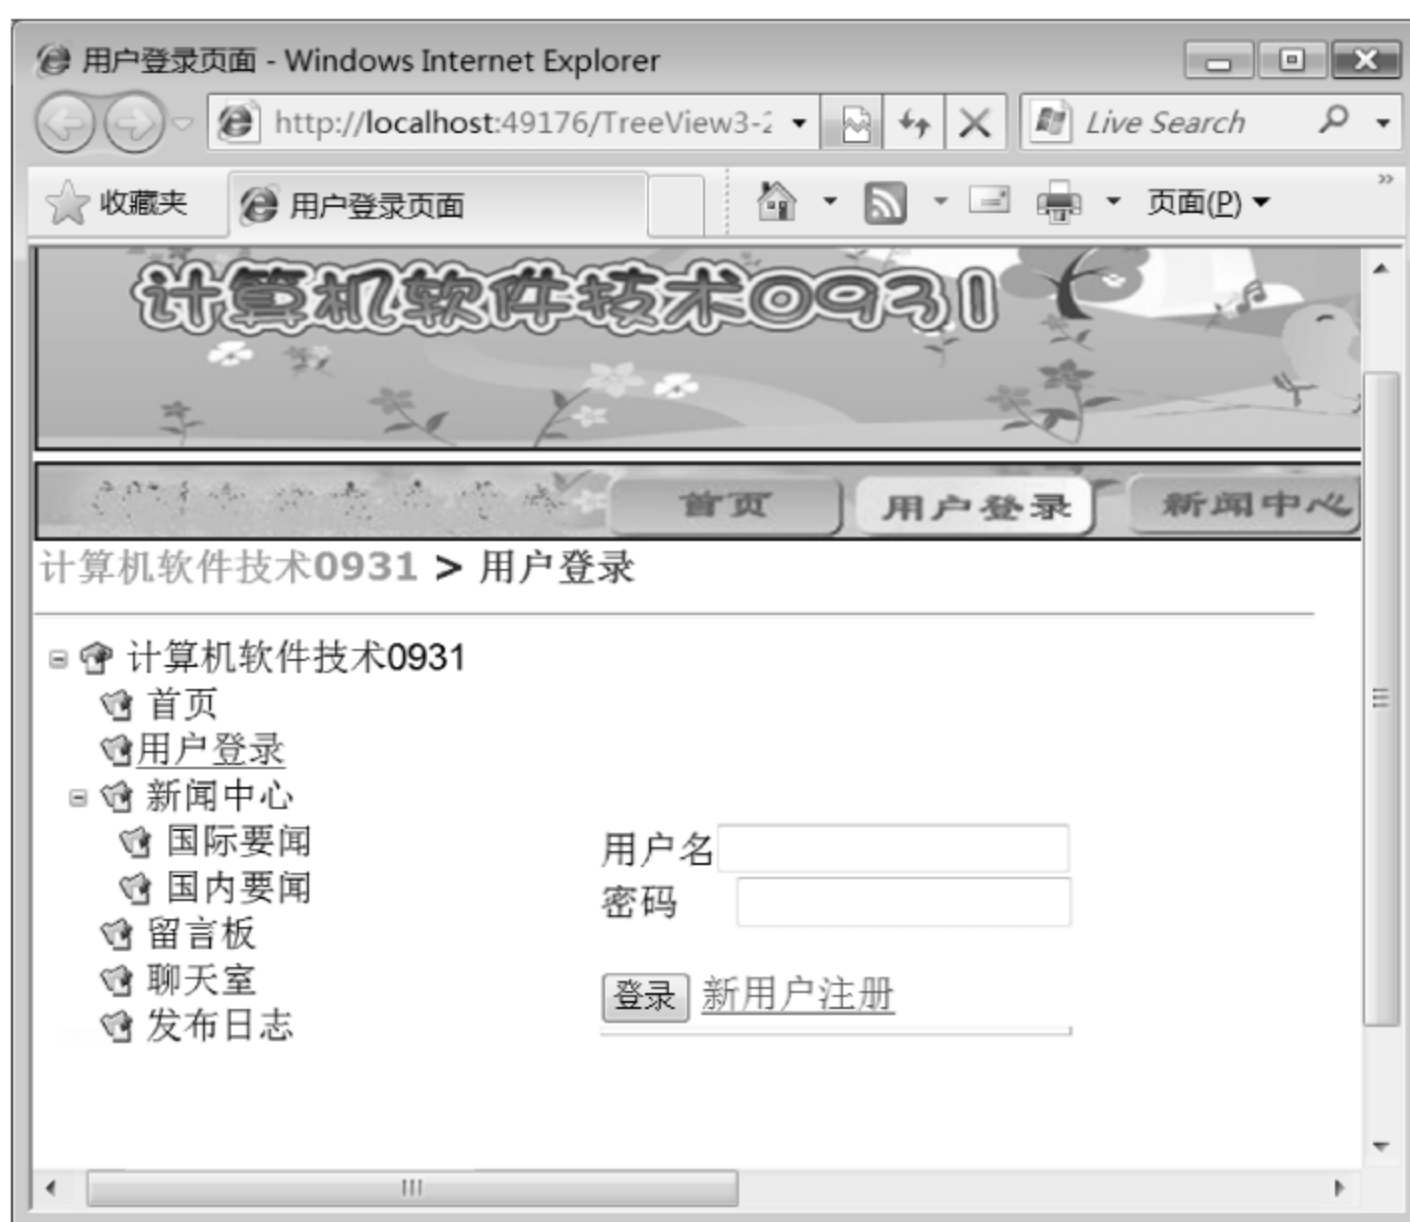 用户登录页面 - Windows Internet Explorer
http://localhost:49176/TreeView3-2 Live Search
收藏夹 用户登录页面 页面(P)
计算机软件技术0931
首页 用户登录 新闻中心
计算机软件技术0931 > 用户登录
计算机软件技术0931
首页
用户登录
新闻中心
国际要闻
国内要闻
留言板
聊天室
发布日志
用户名
密码
登录 新用户注册